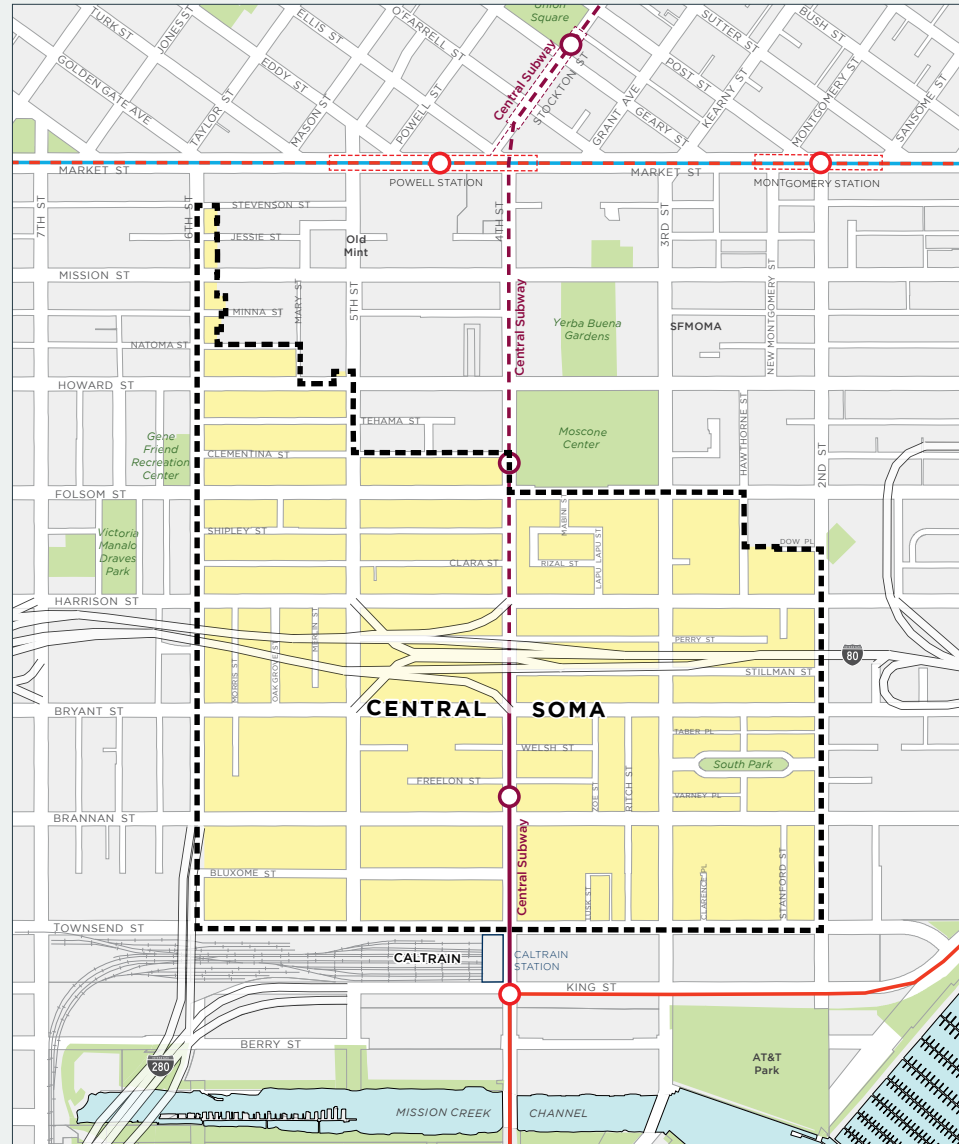 Union
Square
TURK ST
JONES ST
ELLIS ST
O'FARRELL ST
SUTTER ST
BUSH ST
GOLDEN GATE AVE
EDDY ST
POST ST
TAYLOR ST
MASON ST
POWELL ST
Central Subway
STOCKTON ST
GRANT AVE
GEARY ST
KEARNY ST
MONTGOMERY ST
SANSOME ST
MARKET ST
POWELL STATION
MARKET ST
MONTGOMERY STATION
7TH ST
6TH ST
STEVENSON ST
4TH ST
3RD ST
JESSIE ST
Old
Mint
MISSION ST
MARY ST
5TH ST
MINNA ST
Central Subway
Yerba Buena
Gardens
SFMOMA
NEW MONTGOMERY ST
NATOMA ST
HOWARD ST
TEHAMA ST
HAWTHORNE ST
2ND ST
Gene
Friend
Recreation
Center
Moscone
Center
CLEMENTINA ST
FOLSOM ST
MABINI ST
SHIPLEY ST
Victoria
Manalo
Draves
Park
LAPU LAPU ST
DOW PL
CLARA ST
RIZAL ST
HARRISON ST
MERLIN ST
PERRY ST
80
MORRIS ST
OAK GROVE ST
STILLMAN ST
BRYANT ST
CENTRAL SOMA
TABER PL
WELSH ST
South Park
FREELON ST
ZOE ST
RITCH ST
VARNEY PL
BRANNAN ST
Central Subway
BLUXOME ST
LUSK ST
CLARENCE PL
STANFORD ST
TOWNSEND ST
CALTRAIN
CALTRAIN
STATION
KING ST
BERRY ST
280
AT&T
Park
MISSION CREEK CHANNEL